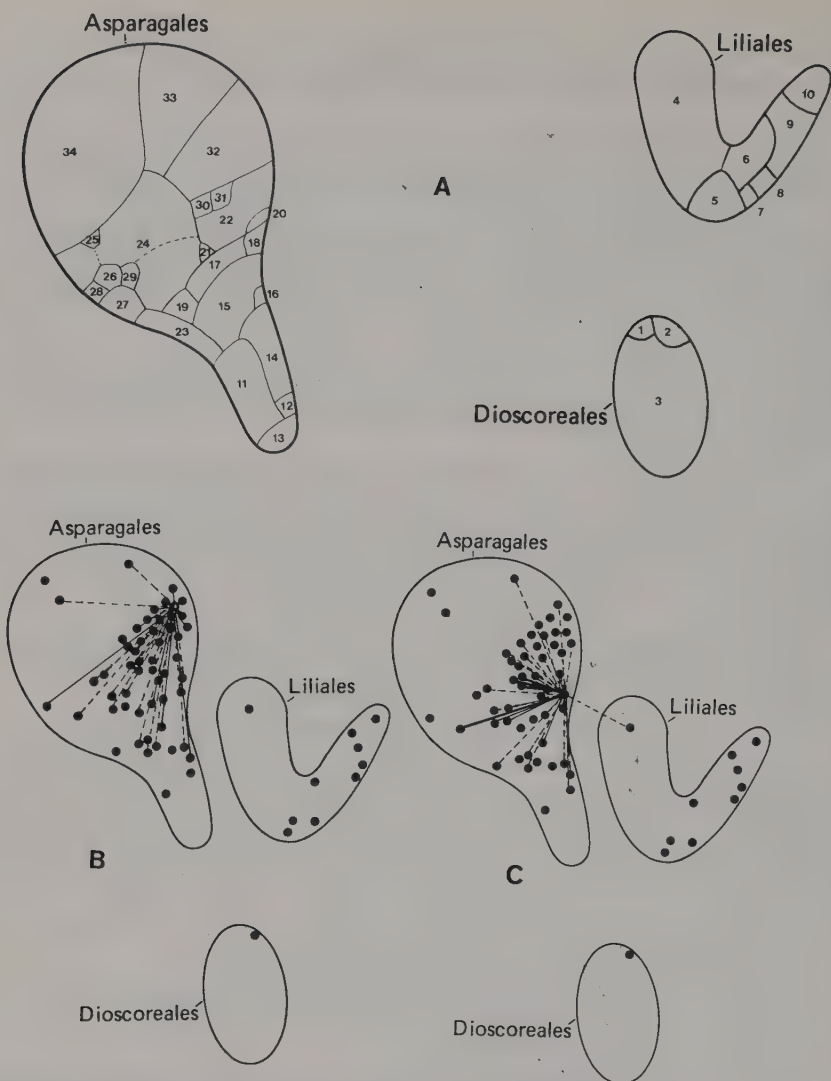 Asparagales
33
34
32
30 31
22
20
25
24
21
18
17
26 29
28
27
19
15
16
23
14
11
12
13
A
Liliales
4
10
9
6
5
8
7
1 2
3
Dioscoreales
Asparagales
Liliales
B
Dioscoreales
Asparagales
Liliales
C
Dioscoreales